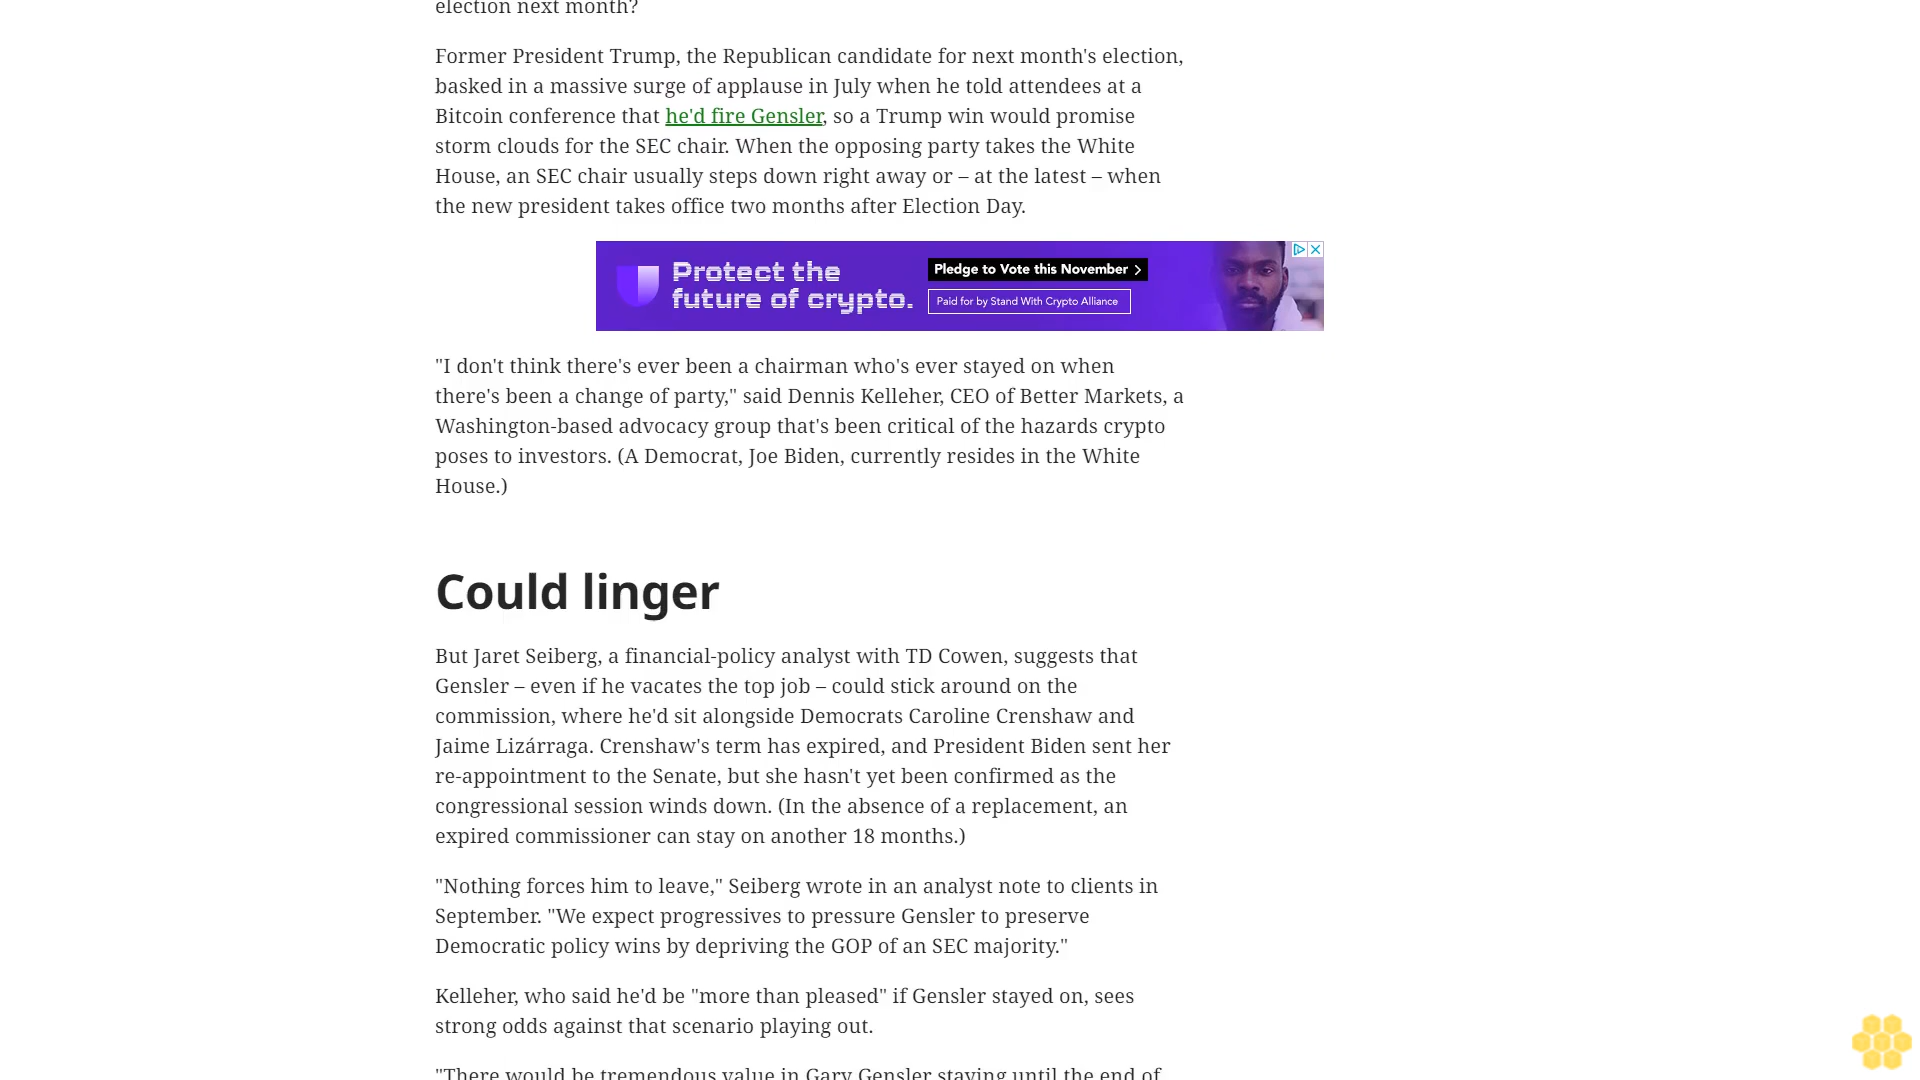 election next month?
Former President Trump, the Republican candidate for next month's election,
basked in a massive surge of applause in July when he told attendees at a
Bitcoin conference that he'd fire Gensler, so a Trump win would promise
storm clouds for the SEC chair. When the opposing party takes the White
House, an SEC chair usually steps down right away or – at the latest – when
the new president takes office two months after Election Day.
Protect the
future of crypto.
Pledge to Vote this November >
Paid for by Stand With Crypto Alliance
"I don't think there's ever been a chairman who's ever stayed on when
there's been a change of party," said Dennis Kelleher, CEO of Better Markets, a
Washington-based advocacy group that's been critical of the hazards crypto
poses to investors. (A Democrat, Joe Biden, currently resides in the White
House.)
Could linger
But Jaret Seiberg, a financial-policy analyst with TD Cowen, suggests that
Gensler – even if he vacates the top job – could stick around on the
commission, where he'd sit alongside Democrats Caroline Crenshaw and
Jaime Lizárraga. Crenshaw's term has expired, and President Biden sent her
re-appointment to the Senate, but she hasn't yet been confirmed as the
congressional session winds down. (In the absence of a replacement, an
expired commissioner can stay on another 18 months.)
"Nothing forces him to leave," Seiberg wrote in an analyst note to clients in
September. "We expect progressives to pressure Gensler to preserve
Democratic policy wins by depriving the GOP of an SEC majority."
Kelleher, who said he'd be "more than pleased" if Gensler stayed on, sees
strong odds against that scenario playing out.
"There would be tremendous value in Gary Gensler staying until the end of